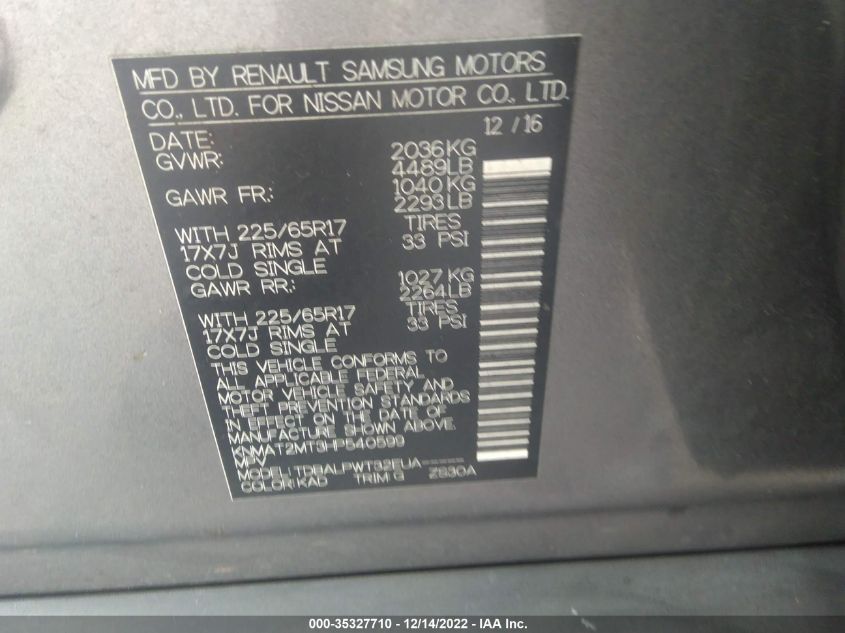 MFD BY RENAULT SAMSUNG MOTORS
CO., LTD. FOR NISSAN MOTOR CO., LTD.
DATE: 12 / 16
GVWR: 2036KG
4489LB
GAWR FR: 1040KG
2293LB
WITH 225/65R17 TIRES
17X7J RIMS AT 33 PSI
COLD SINGLE
GAWR RR: 1027KG
2264LB
WITH 225/65R17 TIRES
17X7J RIMS AT 33 PSI
COLD SINGLE
THIS VEHICLE CONFORMS TO
ALL APPLICABLE FEDERAL
MOTOR VEHICLE SAFETY AND
THEFT PREVENTION STANDARDS
IN EFFECT ON THE DATE OF
MANUFACTURE SHOWN ABOVE.
KNMAT2MT3HP540599
MPV
MODEL: TDBALPWT32EUA-----
COLOR:KAD TRIM:G ZS30A
000-35327710 - 12/14/2022 - IAA Inc.